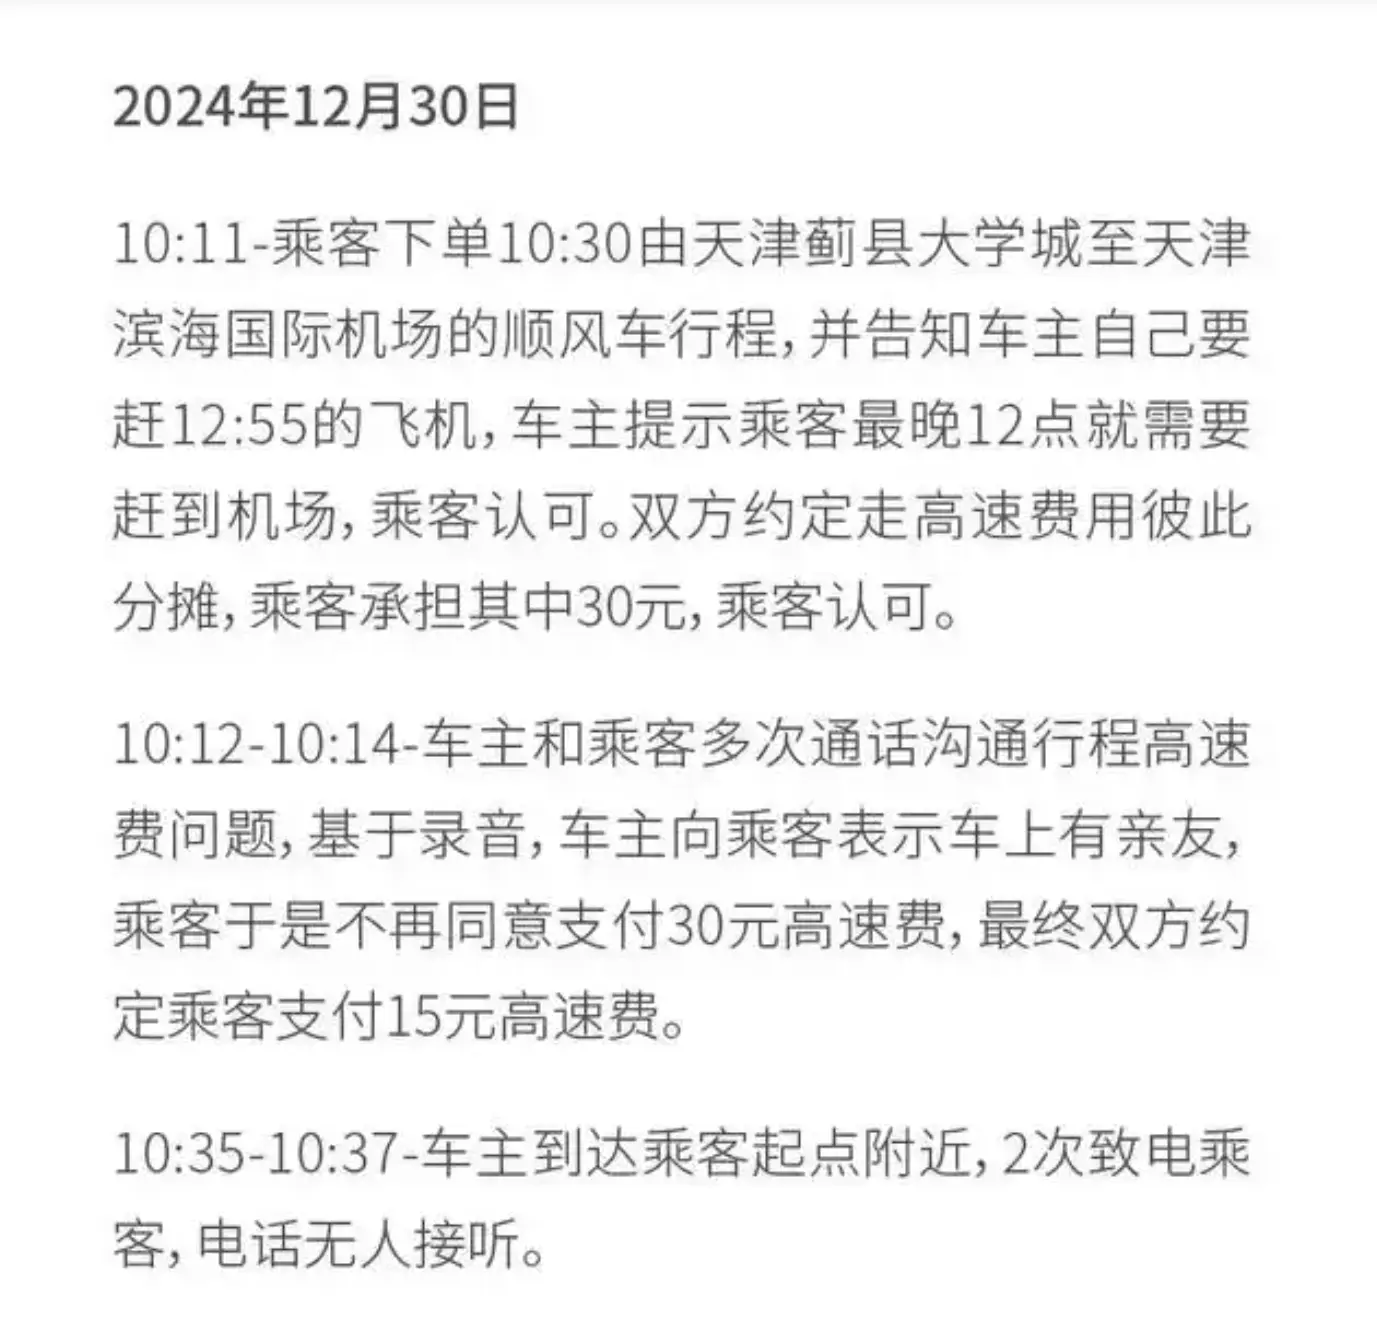 2024年12月30日
10:11-乘客下单10:30由天津蓟县大学城至天津
滨海国际机场的顺风车行程，并告知车主自己要
赶12:55的飞机，车主提示乘客最晚12点就需要
赶到机场，乘客认可。双方约定走高速费用彼此
分摊，乘客承担其中30元，乘客认可。
10:12-10:14-车主和乘客多次通话沟通行程高速
费问题，基于录音，车主向乘客表示车上有亲友，
乘客于是不再同意支付30元高速费，最终双方约
定乘客支付15元高速费。
10:35-10:37-车主到达乘客起点附近，2次致电乘
客，电话无人接听。